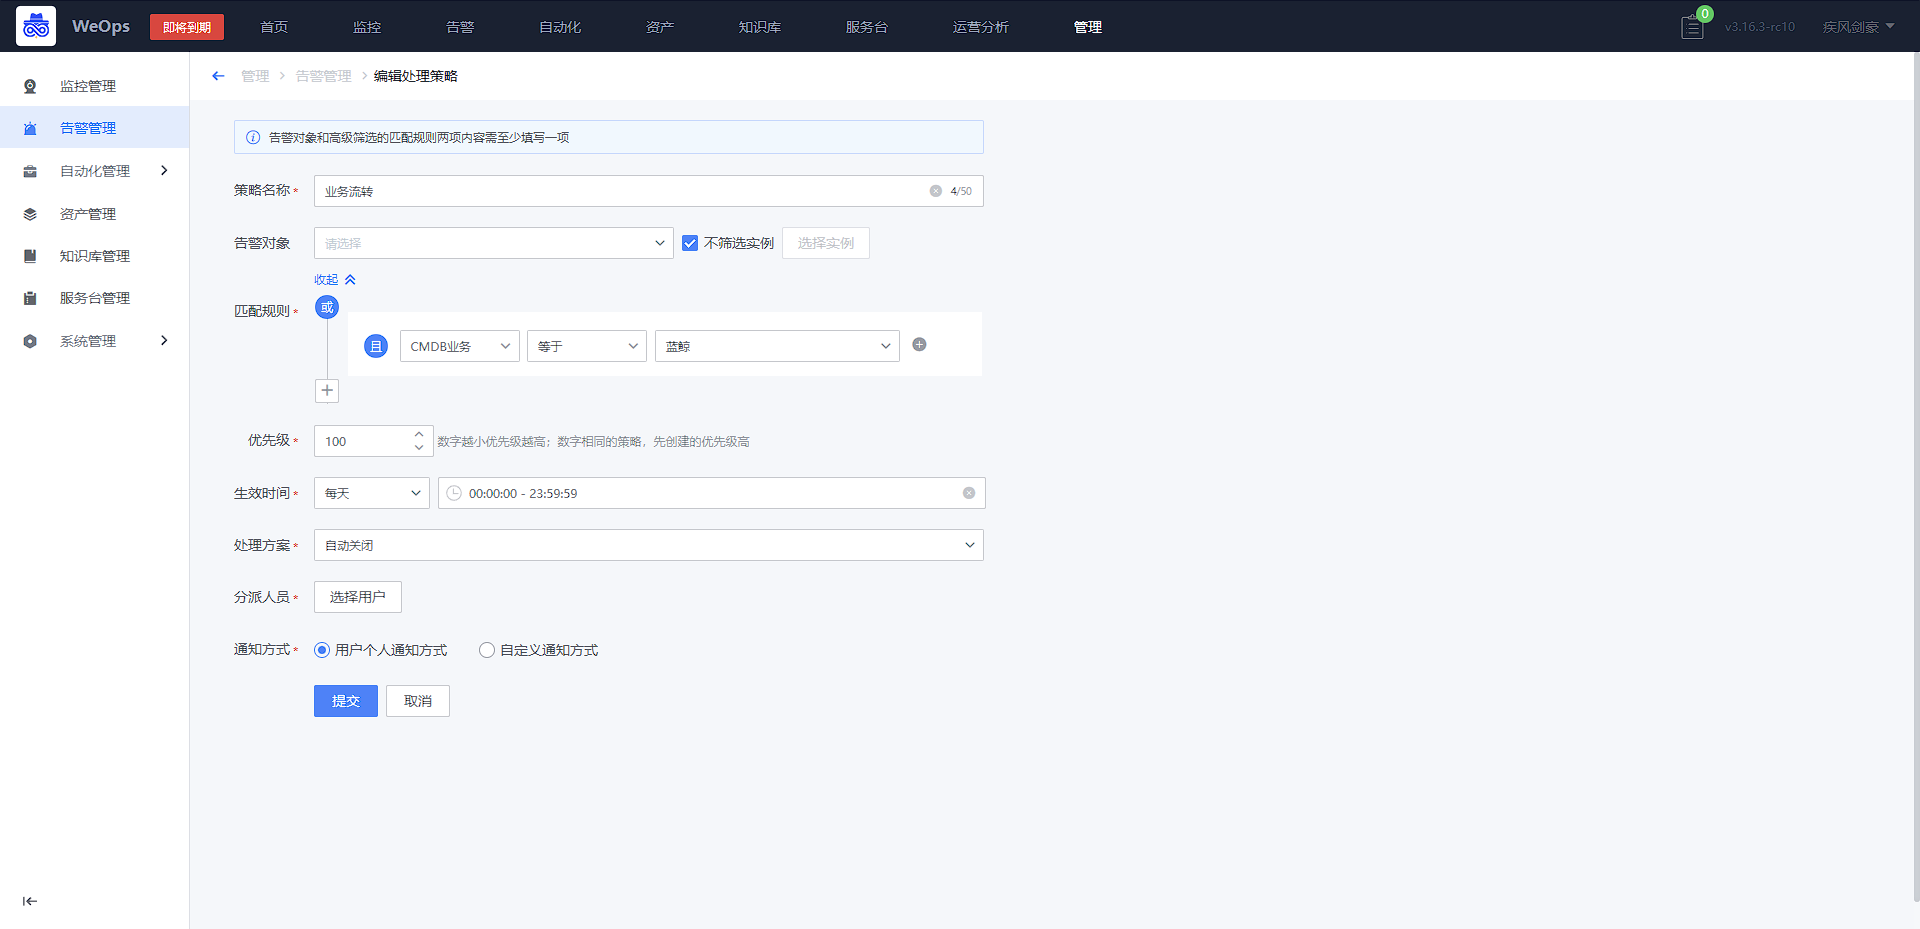 WeOps 即将到期 首页 监控 告警 自动化 资产 知识库 服务台 运营分析 管理 0 v3.16.3-rc10 疾风剑豪
监控管理
告警管理
自动化管理
资产管理
知识库管理
服务台管理
系统管理
管理 > 告警管理 > 编辑处理策略
告警对象和高级筛选的匹配规则两项内容需至少填写一项
策略名称* 业务流转 4/50
告警对象 请选择 不筛选实例 选择实例
收起
匹配规则* 或
且 CMDB业务 等于 蓝鲸
优先级* 100 数字越小优先级越高；数字相同的策略，先创建的优先级高
生效时间* 每天 00:00:00 - 23:59:59
处理方案* 自动关闭
分派人员* 选择用户
通知方式* 用户个人通知方式 自定义通知方式
提交 取消